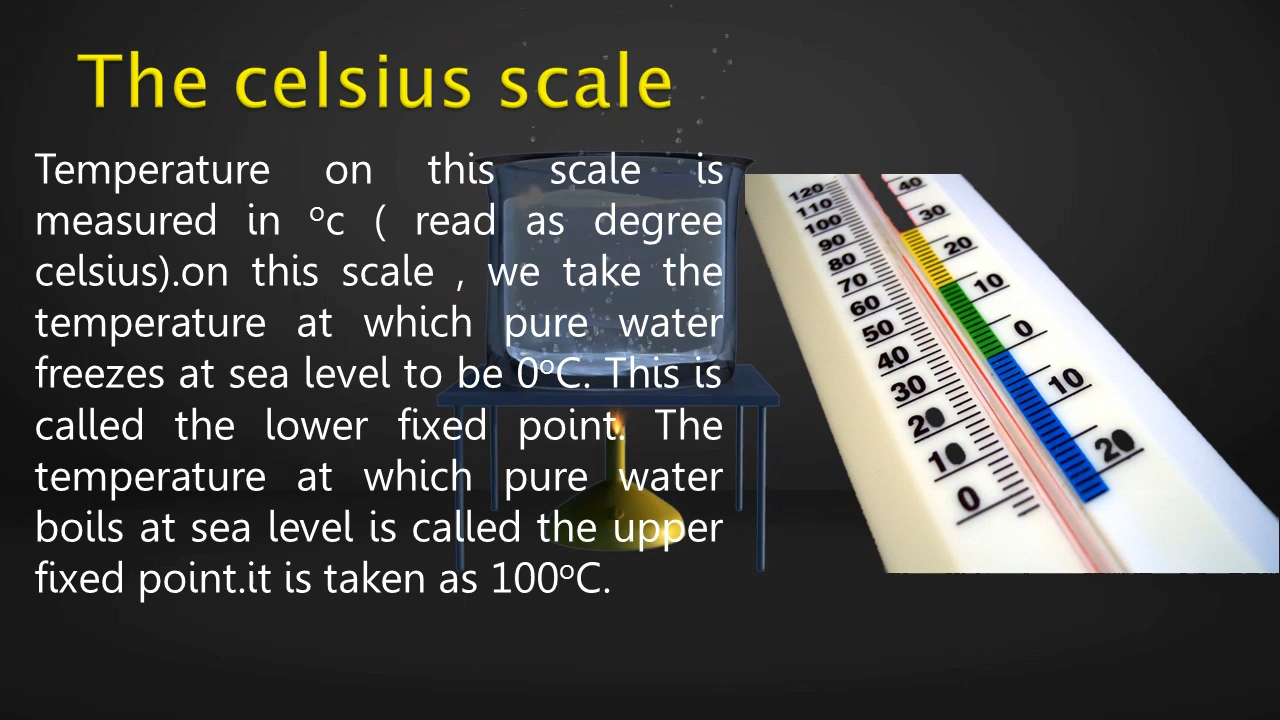 The celsius scale
Temperature on this scale is
measured in ºc ( read as degree
celsius).on this scale , we take the
temperature at which pure water
freezes at sea level to be 0ºC. This is
called the lower fixed point. The
temperature at which pure water
boils at sea level is called the upper
fixed point.it is taken as 100ºC.
120
110
100
90
80
70
60
50
40
30
20
10
0
40
30
20
10
0
10
20